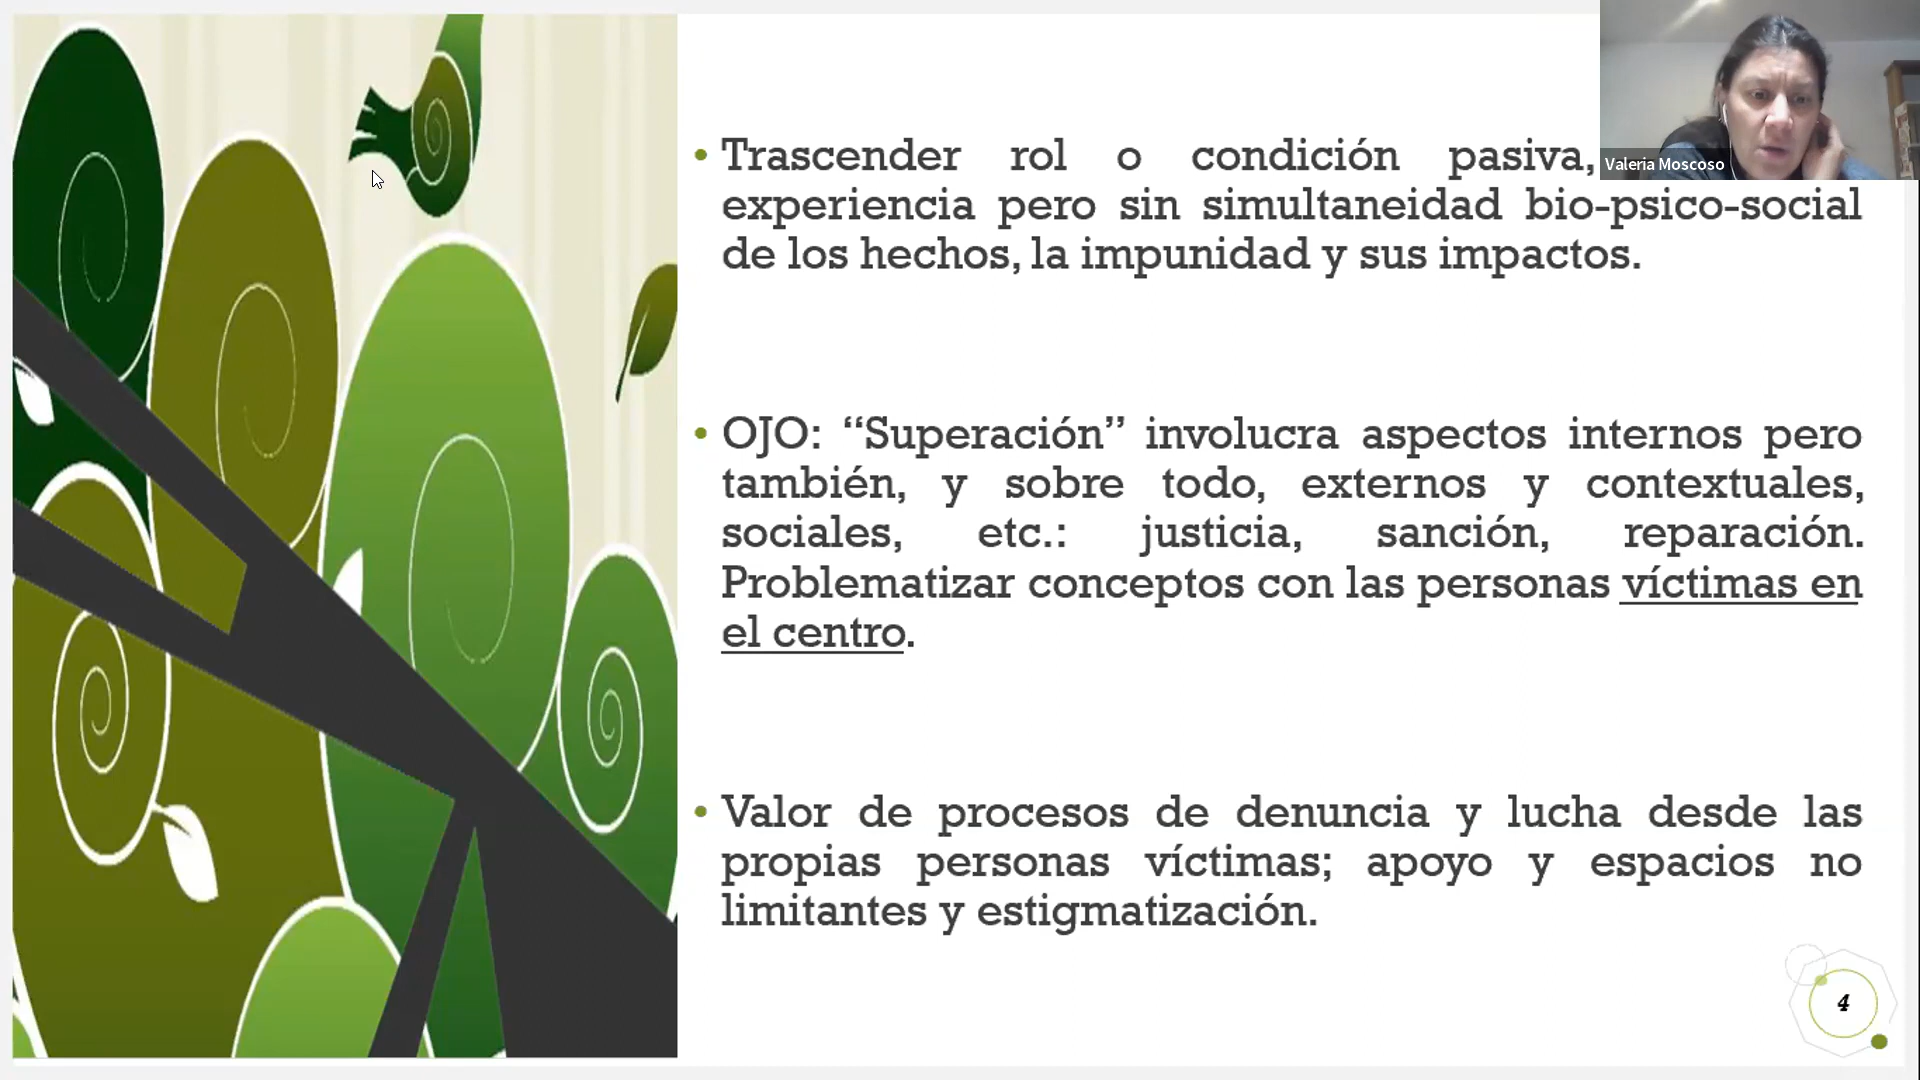 Valeria Moscoso
• Trascender rol o condición pasiva,
experiencia pero sin simultaneidad bio-psico-social
de los hechos, la impunidad y sus impactos.
• OJO: “Superación” involucra aspectos internos pero
también, y sobre todo, externos y contextuales,
sociales, etc.: justicia, sanción, reparación.
Problematizar conceptos con las personas víctimas en
el centro.
• Valor de procesos de denuncia y lucha desde las
propias personas víctimas; apoyo y espacios no
limitantes y estigmatización.
4